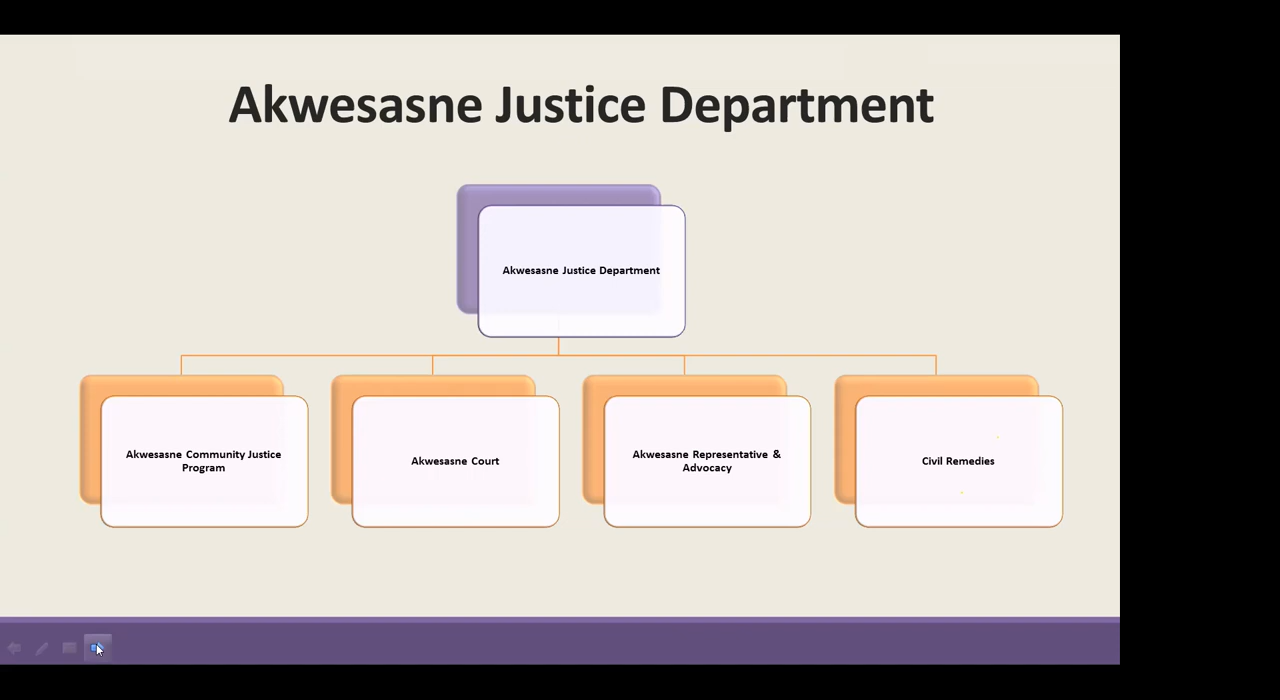 Akwesasne Justice Department
Akwesasne Justice Department
Akwesasne Community Justice
Program
Akwesasne Court
Akwesasne Representative &
Advocacy
Civil Remedies